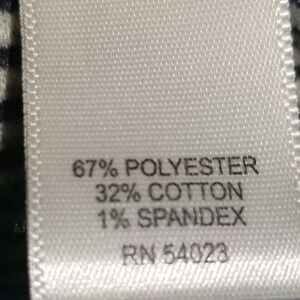 67% POLYESTER
32% COTTON
1% SPANDEX
RN 54023